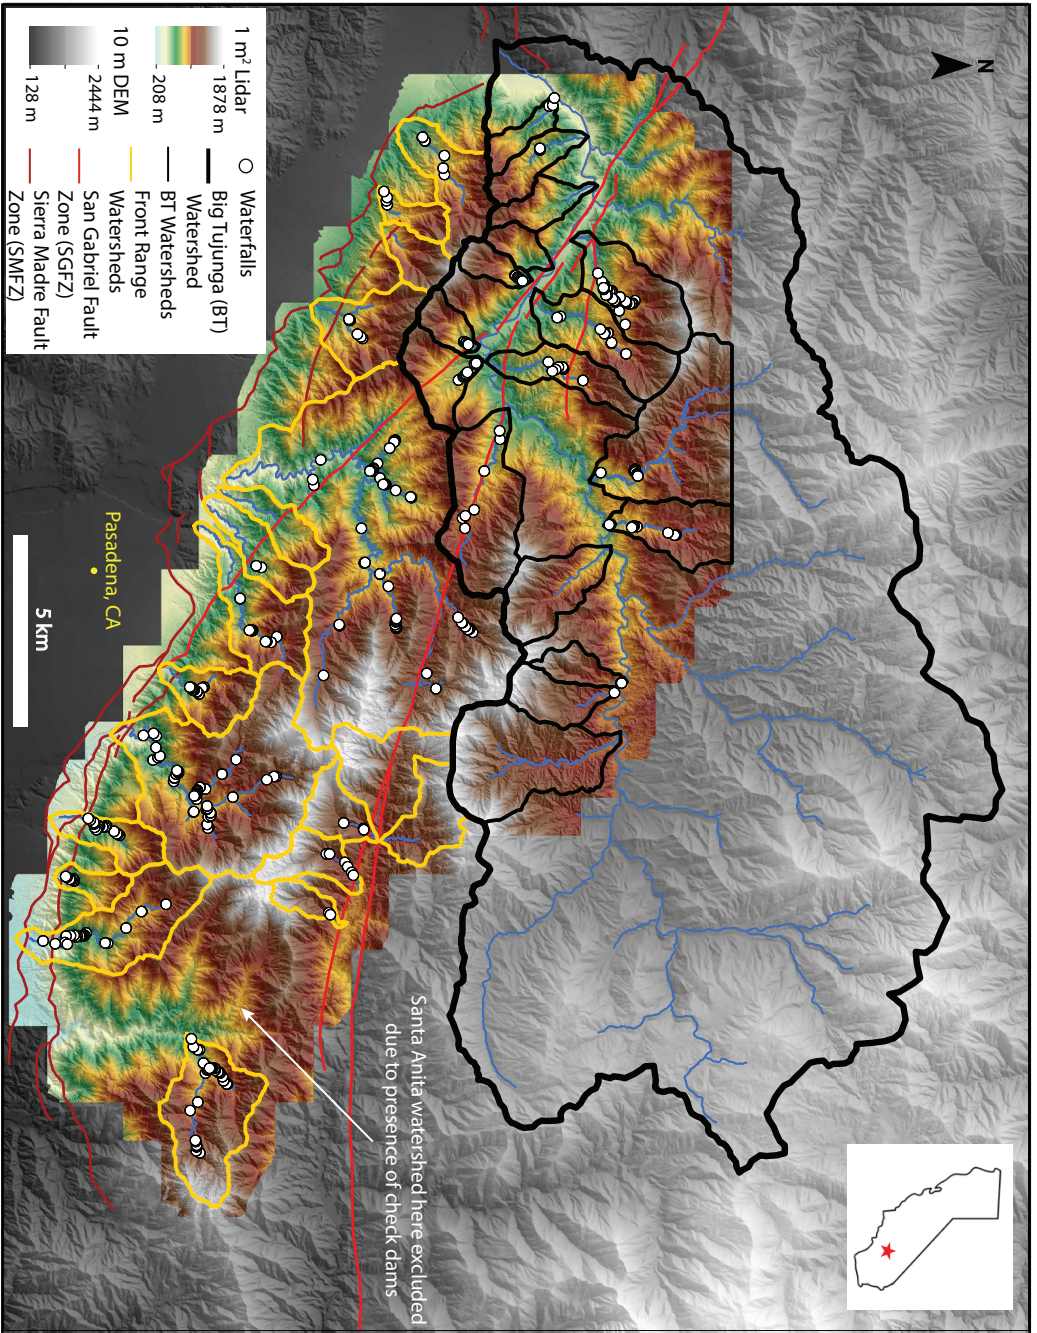 N
Santa Anita watershed here excluded
due to presence of check dams
Pasadena, CA
5 km
1 m² Lidar
1878 m
208 m
10 m DEM
2444 m
128 m
Waterfalls
Big Tujunga (BT)
Watershed
BT Watersheds
Front Range
Watersheds
San Gabriel Fault
Zone (SGFZ)
Sierra Madre Fault
Zone (SMFZ)